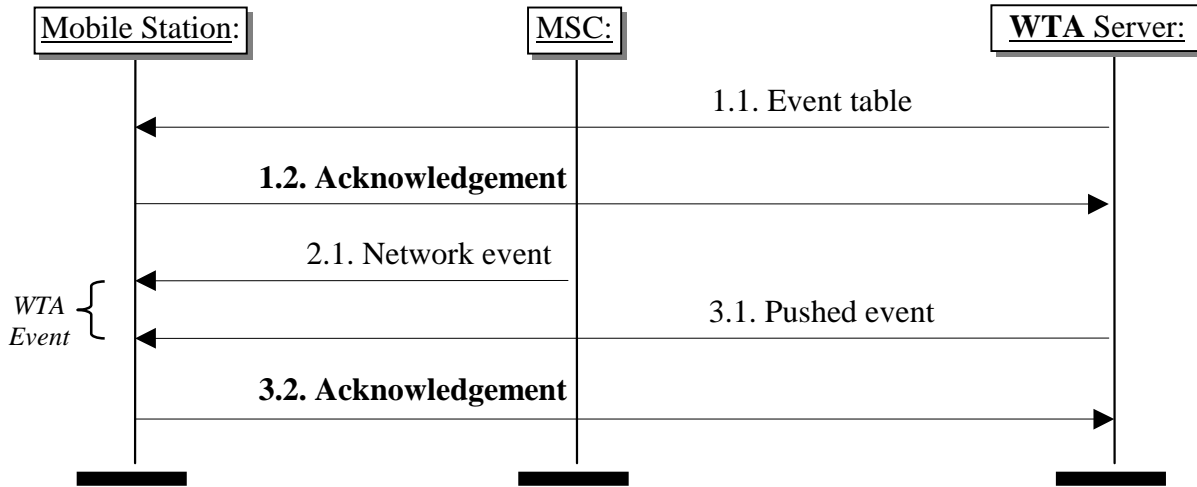 Mobile Station:
MSC:
WTA Server:
1.1. Event table
1.2. Acknowledgement
2.1. Network event
WTA
Event
3.1. Pushed event
3.2. Acknowledgement